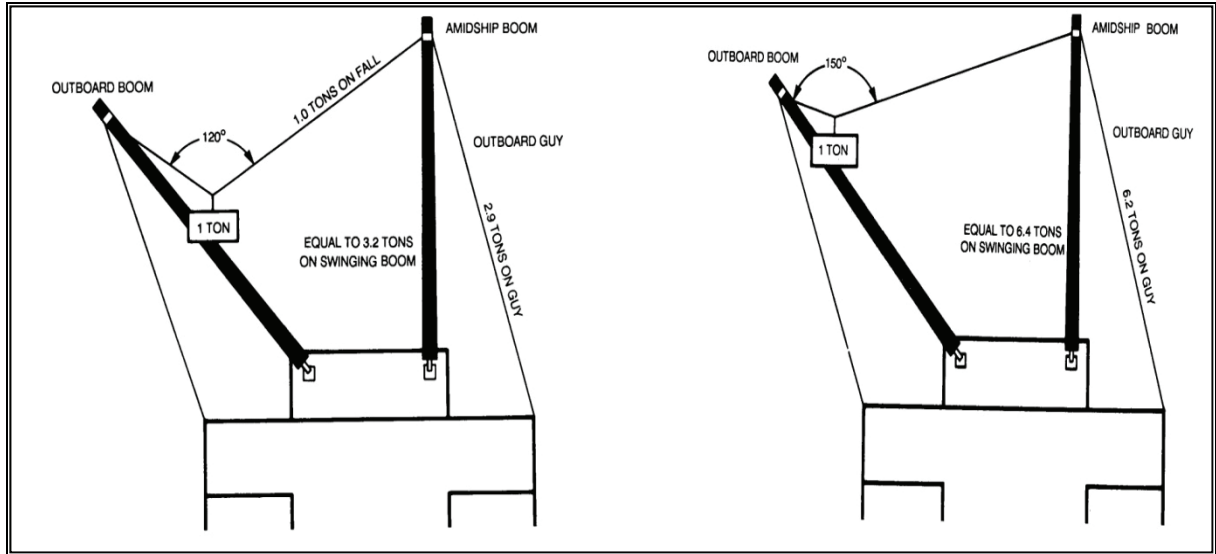 AMIDSHIP BOOM
OUTBOARD BOOM
1.0 TONS ON FALL
120°
OUTBOARD GUY
1 TON
EQUAL TO 3.2 TONS
ON SWINGING BOOM
2.9 TONS ON GUY
AMIDSHIP BOOM
OUTBOARD BOOM
150°
OUTBOARD GUY
1 TON
6.2 TONS ON GUY
EQUAL TO 6.4 TONS
ON SWINGING BOOM